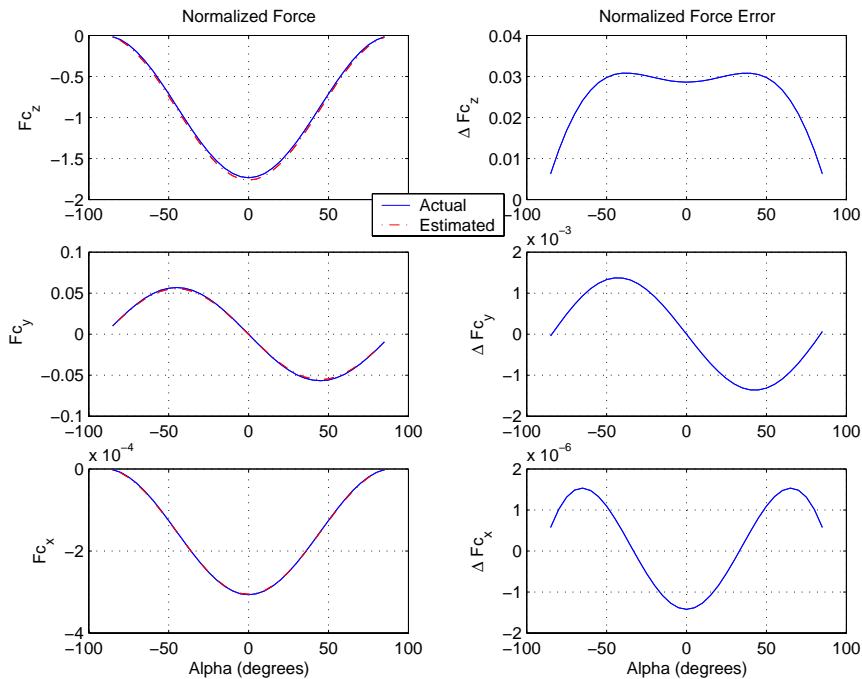 Normalized Force
0
−0.5
−1
−1.5
−2
Fc_z
−100 −50 0 50 100
Normalized Force Error
0.04
0.03
0.02
0.01
0.00
Δ Fc_z
−100 −50 0 50 100
Actual
Estimated
0.1
0.05
0
−0.05
−0.1
Fc_y
−100 −50 0 50 100
x 10⁻³
2
1
0
−1
−2
Δ Fc_y
−100 −50 0 50 100
x 10⁻⁴
0
−2
−4
Fc_x
−100 −50 0 50 100
Alpha (degrees)
x 10⁻⁶
2
1
0
−1
−2
Δ Fc_x
−100 −50 0 50 100
Alpha (degrees)